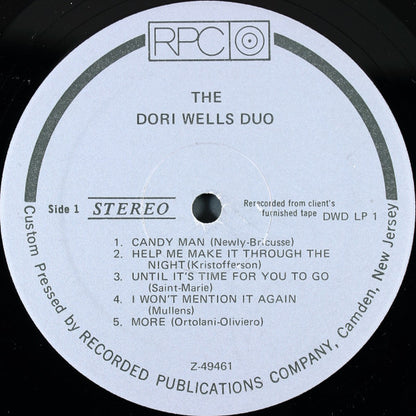 RPC
THE
DORI WELLS DUO
Side 1 STEREO
Rerecorded from client's
furnished tape DWD LP 1
1. CANDY MAN (Newly-Bricusse)
2. HELP ME MAKE IT THROUGH THE
NIGHT (Kristofferson)
3. UNTIL IT'S TIME FOR YOU TO GO
(Saint-Marie)
4. I WON'T MENTION IT AGAIN
(Mullens)
5. MORE (Ortolani-Oliviero)
Z-49461
Custom Pressed by RECORDED PUBLICATIONS COMPANY, Camden, New Jersey